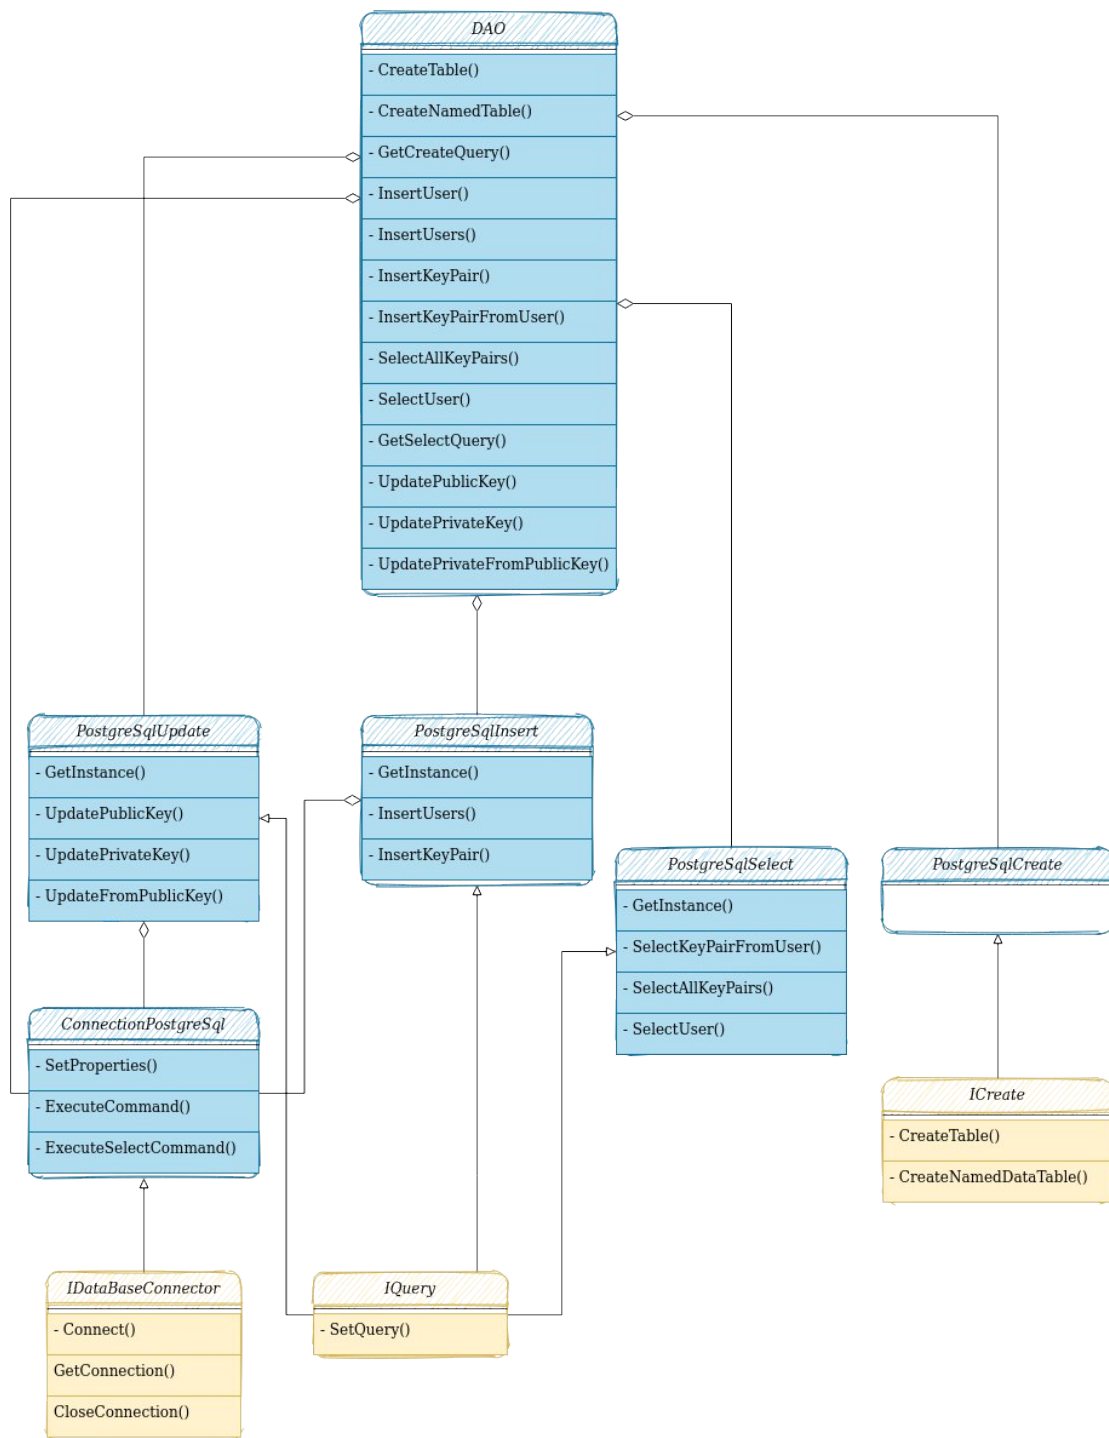 DAO
- CreateTable()
- CreateNamedTable()
- GetCreateQuery()
- InsertUser()
- InsertUsers()
- InsertKeyPair()
- InsertKeyPairFromUser()
- SelectAllKeyPairs()
- SelectUser()
- GetSelectQuery()
- UpdatePublicKey()
- UpdatePrivateKey()
- UpdatePrivateFromPublicKey()
PostgreSqlUpdate
- GetInstance()
- UpdatePublicKey()
- UpdatePrivateKey()
- UpdateFromPublicKey()
PostgreSqlInsert
- GetInstance()
- InsertUsers()
- InsertKeyPair()
PostgreSqlSelect
- GetInstance()
- SelectKeyPairFromUser()
- SelectAllKeyPairs()
- SelectUser()
PostgreSqlCreate
ConnectionPostgreSql
- SetProperties()
- ExecuteCommand()
- ExecuteSelectCommand()
ICreate
- CreateTable()
- CreateNamedDataTable()
IDataBaseConnector
- Connect()
GetConnection()
CloseConnection()
IQuery
- SetQuery()